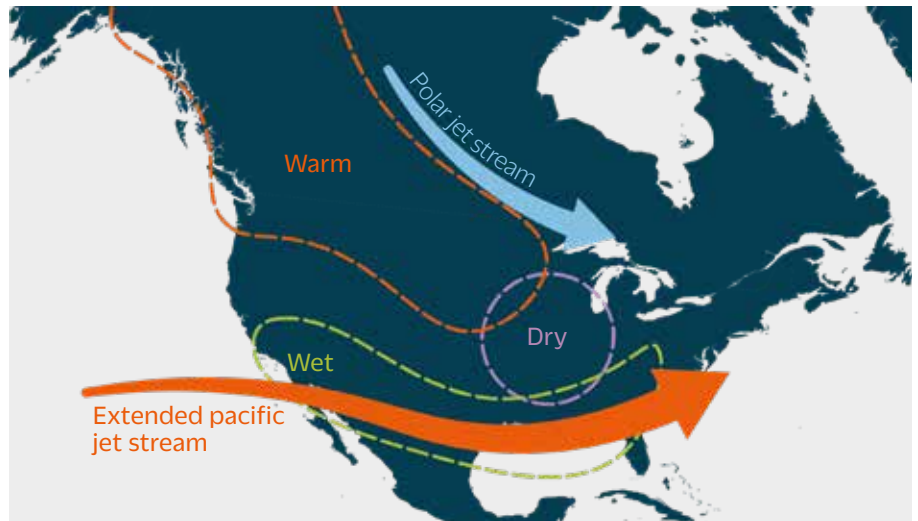 Polar jet stream
Warm
Dry
Wet
Extended pacific
jet stream